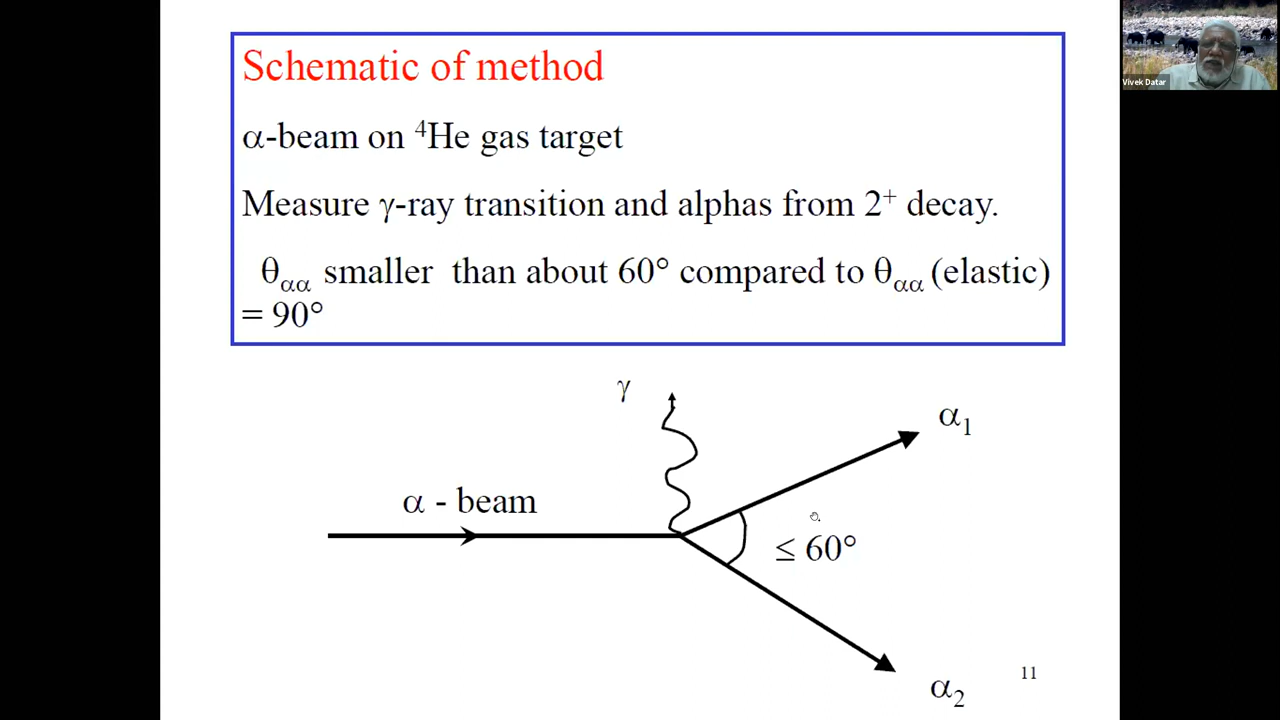 Schematic of method
α-beam on ⁴He gas target
Measure γ-ray transition and alphas from 2⁺ decay.
θαα smaller than about 60° compared to θαα (elastic)
= 90°
γ
α₁
α - beam
≤ 60°
α₂
11
Vivek Datar